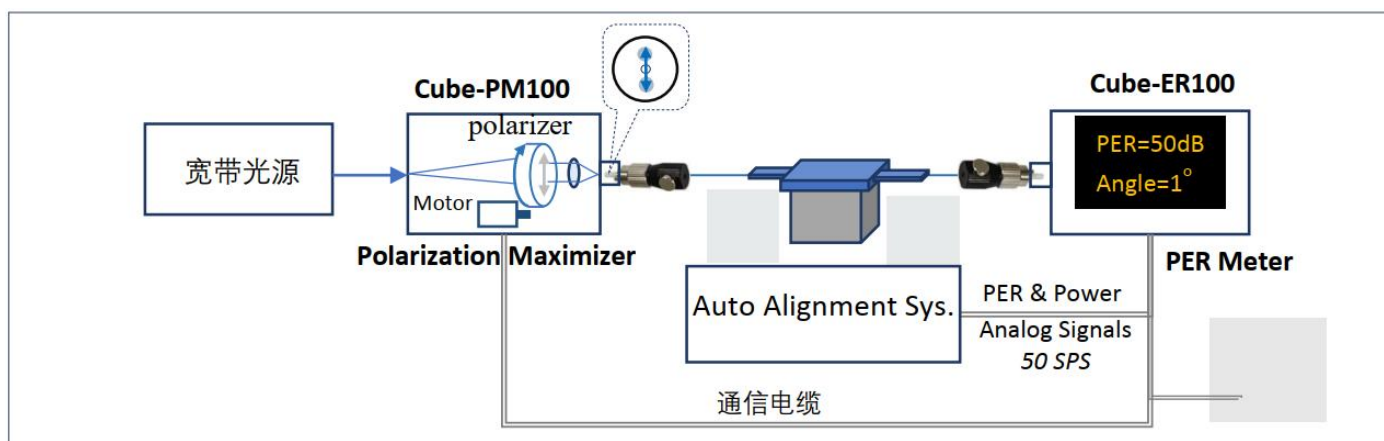 Cube-PM100
polarizer
宽带光源
Motor
Polarization Maximizer
Cube-ER100
PER=50dB
Angle=1°
PER Meter
Auto Alignment Sys.
PER & Power
Analog Signals
50 SPS
通信电缆